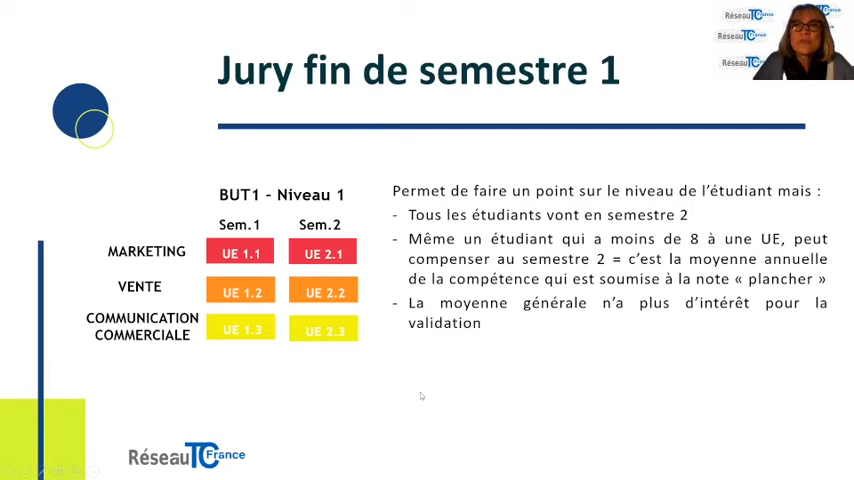 Réseau TC France
Réseau TC France
Réseau TC
Jury fin de semestre 1
BUT1 - Niveau 1
Sem.1 Sem.2
MARKETING UE 1.1 UE 2.1
VENTE UE 1.2 UE 2.2
COMMUNICATION
COMMERCIALE UE 1.3 UE 2.3
Permet de faire un point sur le niveau de l’étudiant mais :
- Tous les étudiants vont en semestre 2
- Même un étudiant qui a moins de 8 à une UE, peut
compenser au semestre 2 = c’est la moyenne annuelle
de la compétence qui est soumise à la note « plancher »
- La moyenne générale n’a plus d’intérêt pour la
validation
Réseau TC France